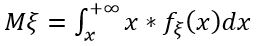 Mξ = ∫_x^{+∞} x * f_ξ(x)dx